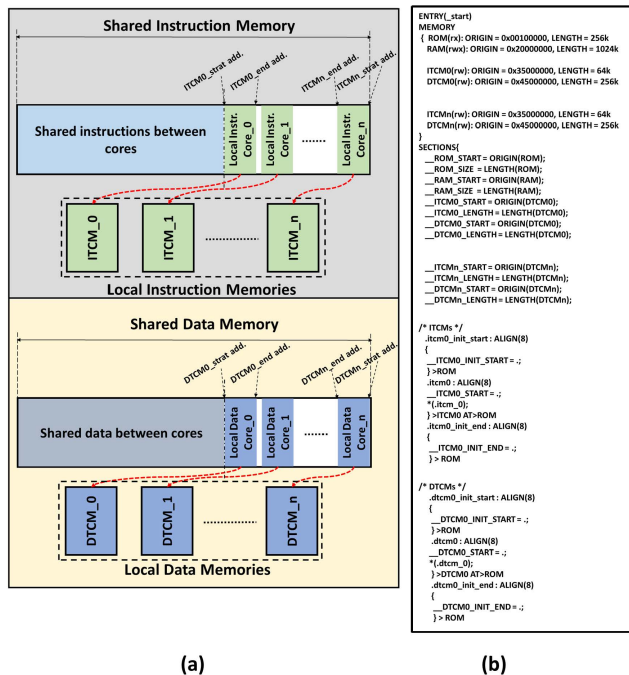 Shared Instruction Memory
ITCM0_strat add.
ITCM0_end add.
ITCMn_end add.
ITCMn_strat add.
Shared instructions between
cores
Local Instr.
Core_0
Local Instr.
Core_1
......
Local Instr.
Core_n
ITCM_0
ITCM_1
ITCM_n
Local Instruction Memories
Shared Data Memory
DTCM0_strat add.
DTCM0_end add.
DTCMn_end add.
DTCMn_strat add.
Shared data between cores
Local Data
Core_0
Local Data
Core_1
......
Local Data
Core_n
DTCM_0
DTCM_1
DTCM_n
Local Data Memories
(a)
ENTRY(_start)
MEMORY
{ ROM(rx): ORIGIN = 0x00100000, LENGTH = 256k
RAM(rwx): ORIGIN = 0x20000000, LENGTH = 1024k
ITCM0(rw): ORIGIN = 0x35000000, LENGTH = 64k
DTCM0(rw): ORIGIN = 0x45000000, LENGTH = 256k
ITCMn(rw): ORIGIN = 0x35000000, LENGTH = 64k
DTCMn(rw): ORIGIN = 0x45000000, LENGTH = 256k
}
SECTIONS{
__ROM_START = ORIGIN(ROM);
__ROM_SIZE = LENGTH(ROM);
__RAM_START = ORIGIN(RAM);
__RAM_SIZE = LENGTH(RAM);
__ITCM0_START = ORIGIN(DTCM0);
__ITCM0_LENGTH = LENGTH(DTCM0);
__DTCM0_START = ORIGIN(DTCM0);
__DTCM0_LENGTH = LENGTH(DTCM0);
__ITCMn_START = ORIGIN(DTCMn);
__ITCMn_LENGTH = LENGTH(DTCMn);
__DTCMn_START = ORIGIN(DTCMn);
__DTCMn_LENGTH = LENGTH(DTCMn);
/* ITCMs */
.itcm0_init_start : ALIGN(8)
{
__ITCM0_INIT_START = .;
} >ROM
.itcm0 : ALIGN(8)
__ITCM0_START = .;
*(.itcm_0);
} >ITCM0 AT>ROM
.itcm0_init_end : ALIGN(8)
{
__ITCM0_INIT_END = .;
} > ROM
/* DTCMs */
.dtcm0_init_start : ALIGN(8)
{
__DTCM0_INIT_START = .;
} >ROM
.dtcm0 : ALIGN(8)
__DTCM0_START = .;
*(.dtcm_0);
} >DTCM0 AT>ROM
.dtcm0_init_end : ALIGN(8)
{
__DTCM0_INIT_END = .;
} > ROM
(b)